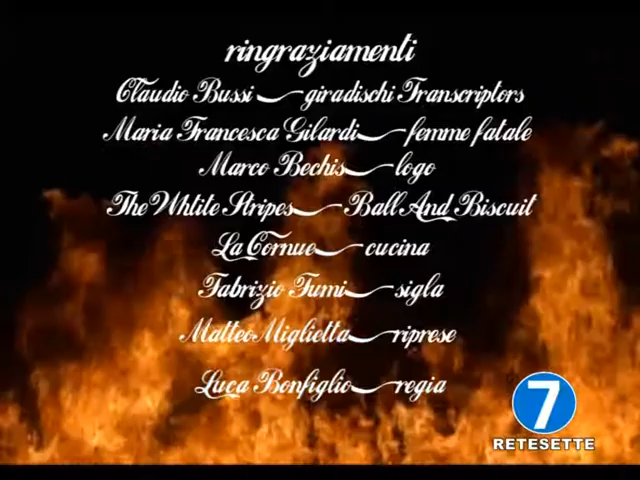 ringraziamenti
Claudio Bussi giradischi Transcriptors
Maria Francesca Gilardi femme fatale
Marco Bechis logo
The Whtite Stripes Ball And Biscuit
La Cornue cucina
Fabrizio Fumi sigla
Matteo Miglietta riprese
Luca Bonfiglio regia
7
RETESETTE